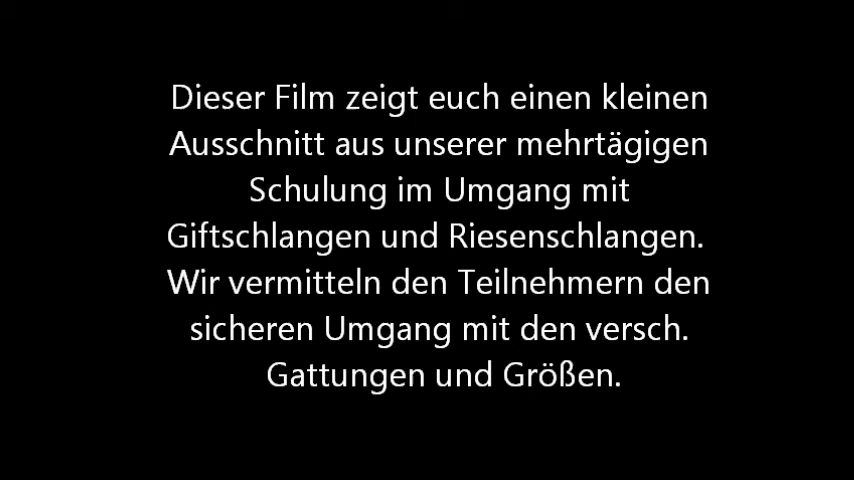 Dieser Film zeigt euch einen kleinen
Ausschnitt aus unserer mehrtägigen
Schulung im Umgang mit
Giftschlangen und Riesenschlangen.
Wir vermitteln den Teilnehmern den
sicheren Umgang mit den versch.
Gattungen und Größen.